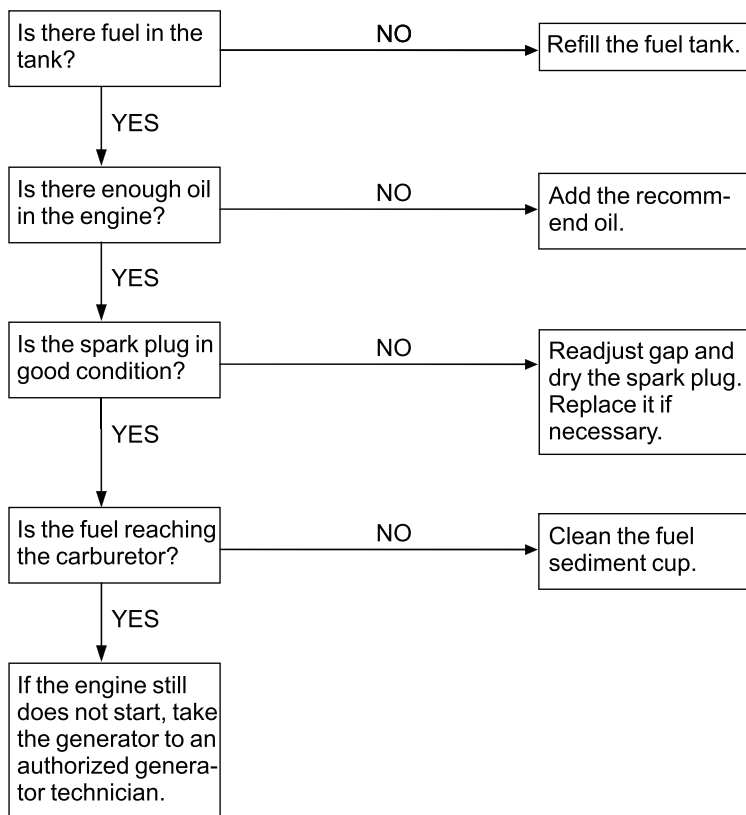 Is there fuel in the
tank?
NO
Refill the fuel tank.
YES
Is there enough oil
in the engine?
NO
Add the recomm-
end oil.
YES
Is the spark plug in
good condition?
NO
Readjust gap and
dry the spark plug.
Replace it if
necessary.
YES
Is the fuel reaching
the carburetor?
NO
Clean the fuel
sediment cup.
YES
If the engine still
does not start, take
the generator to an
authorized genera-
tor technician.